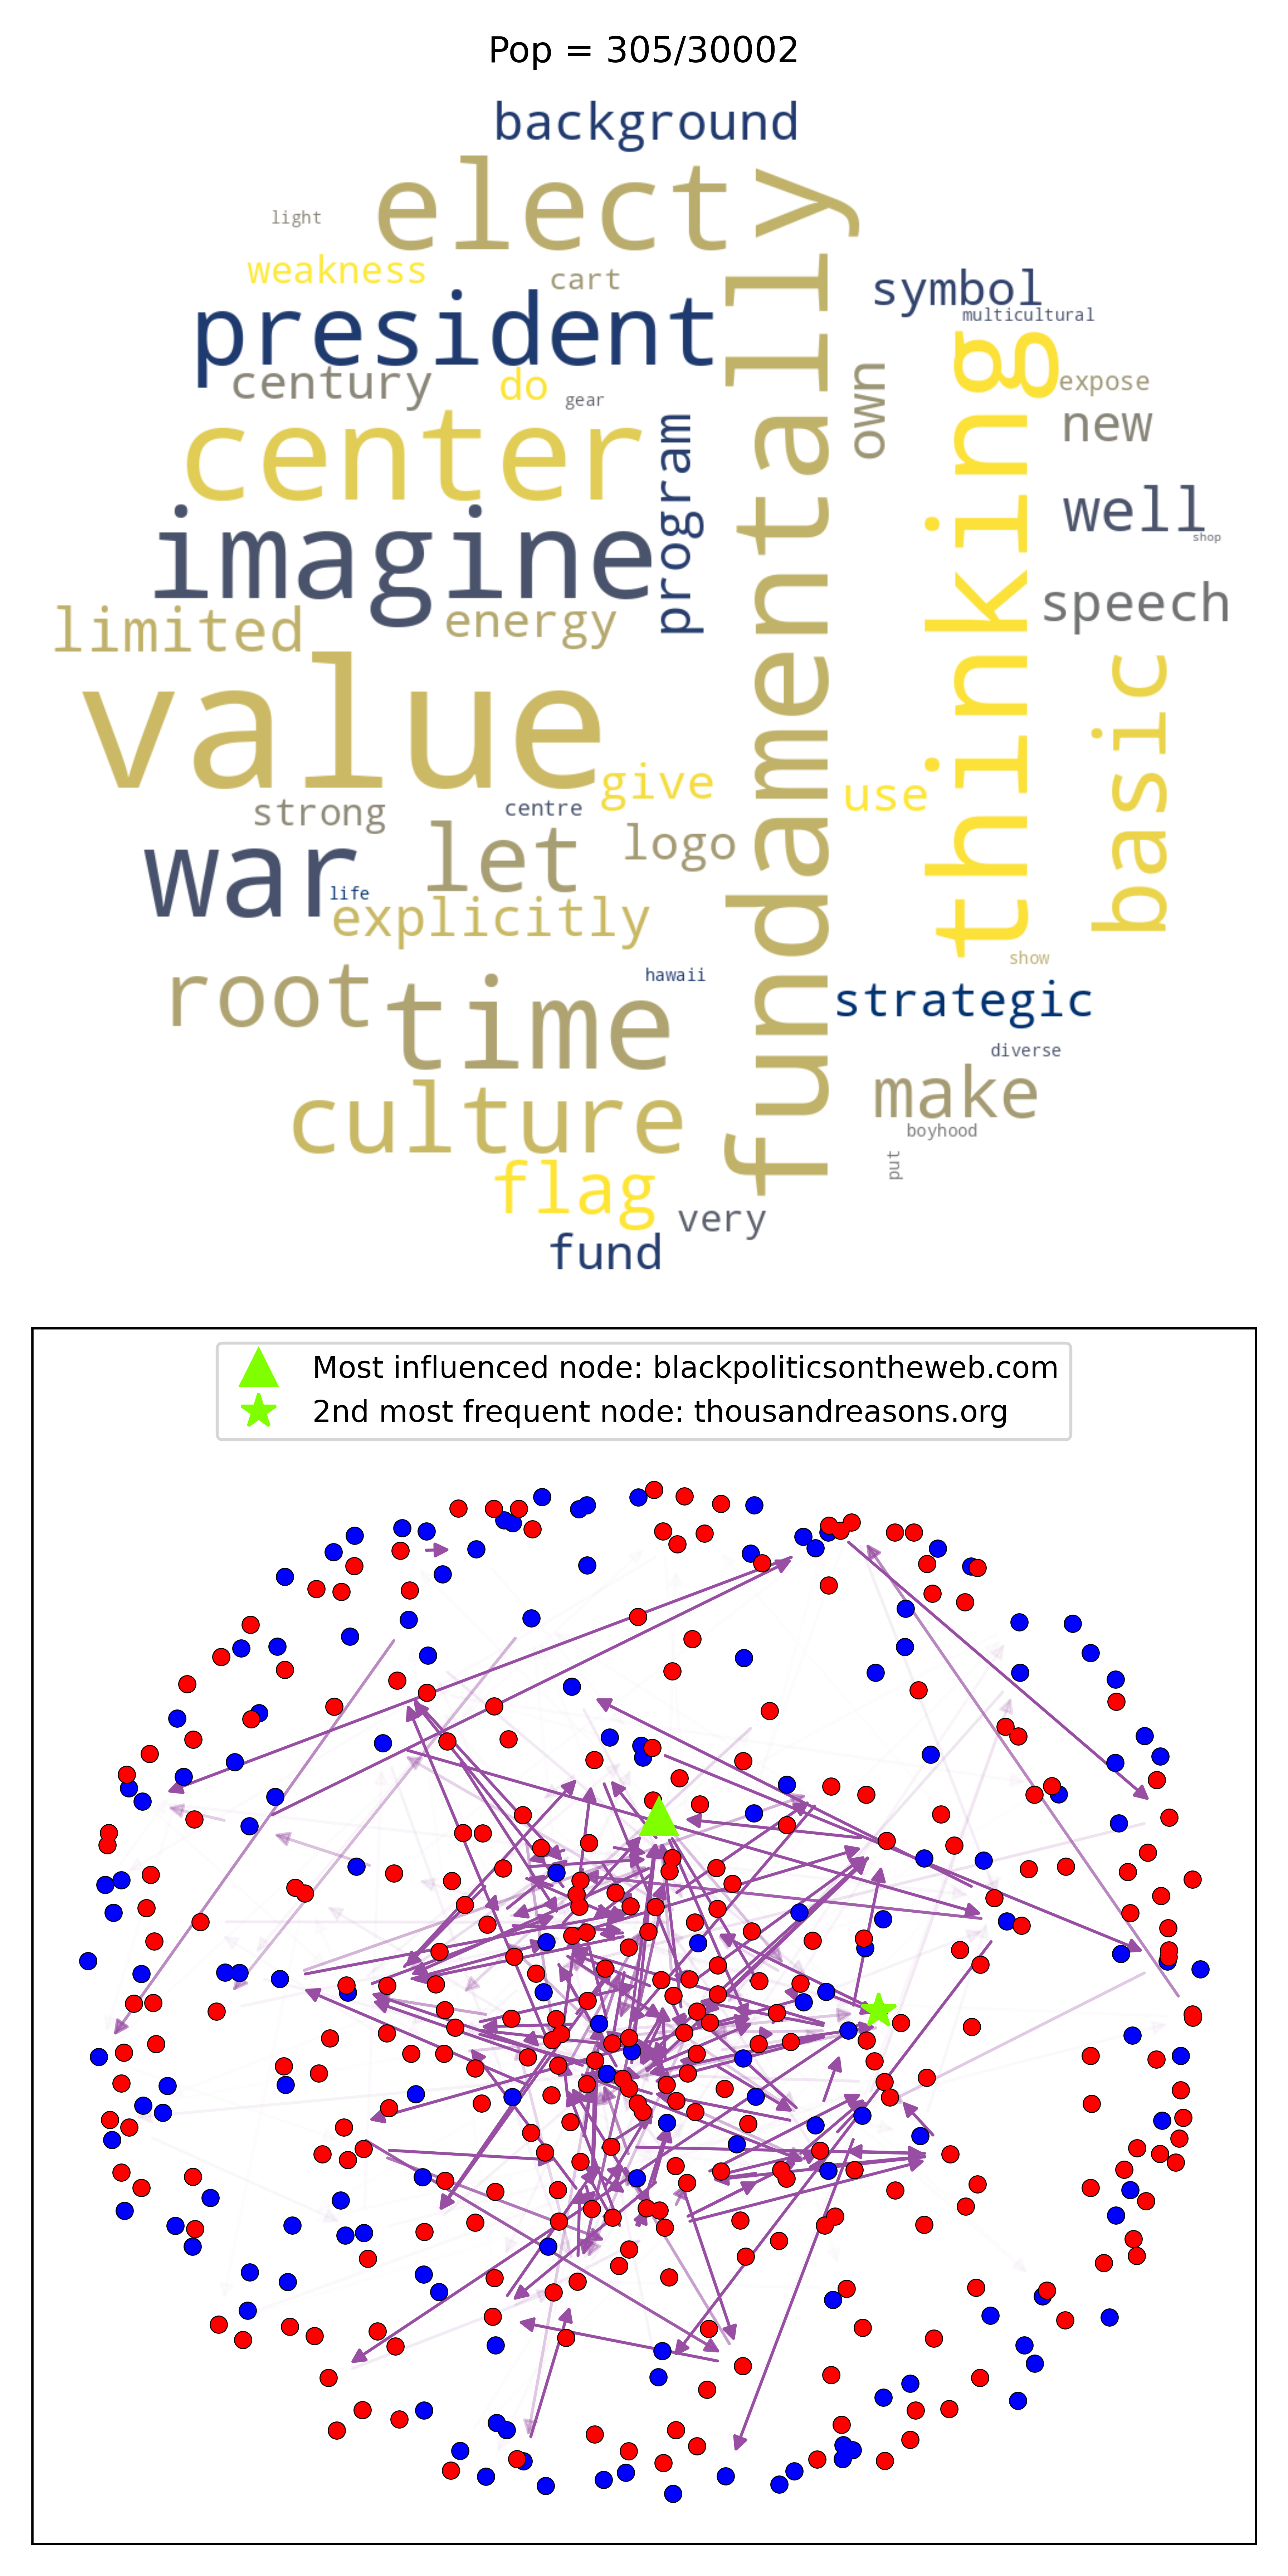 Pop = 305/30002
background
electy
light
weakness
cart
president
symbol
multicultural
century
do
gear
own
expose
new
center
program
imagine
well
shop
limited
energy
speech
value
fundamentally
thinking
basic
strong
centre
give
use
war
let
logo
life
explicitly
root
time
hawaii
show
strategic
diverse
culture
make
boyhood
put
flag
very
fund
Most influenced node: blackpoliticsontheweb.com
2nd most frequent node: thousandreasons.org